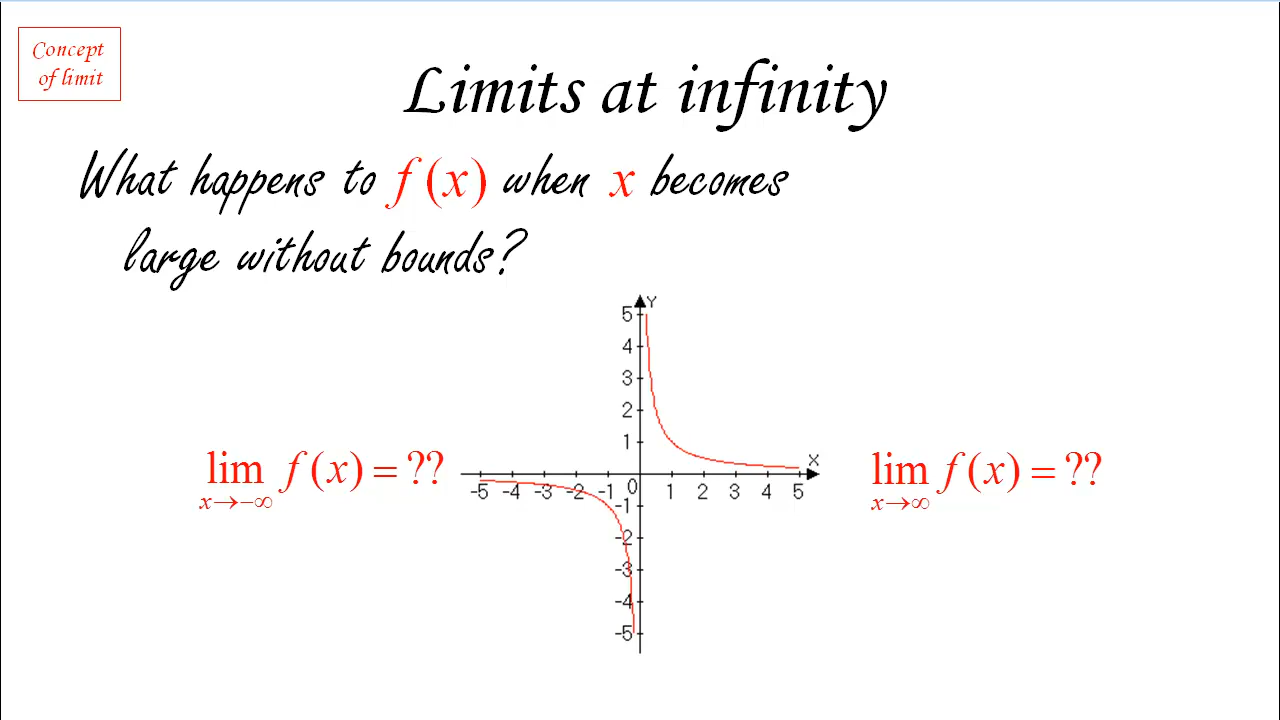 Concept
of limit
Limits at infinity
What happens to f(x) when x becomes
large without bounds?
Y
5
4
3
2
1
lim f(x) = ??
x→−∞
X
-5 -4 -3 -2 -1 0 1 2 3 4 5
lim f(x) = ??
x→∞
-1
-2
-3
-4
-5